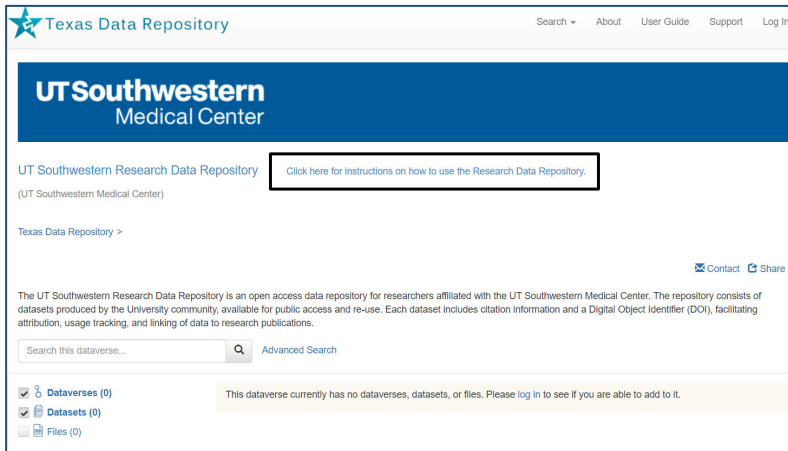 Texas Data Repository
Search About User Guide Support Log In
UT Southwestern
Medical Center
UT Southwestern Research Data Repository Click here for instructions on how to use the Research Data Repository.
(UT Southwestern Medical Center)
Texas Data Repository >
Contact Share
The UT Southwestern Research Data Repository is an open access data repository for researchers affiliated with the UT Southwestern Medical Center. The repository consists of
datasets produced by the University community, available for public access and re-use. Each dataset includes citation information and a Digital Object Identifier (DOI), facilitating
attribution, usage tracking, and linking of data to research publications.
Search this dataverse... Advanced Search
Dataverses (0) This dataverse currently has no dataverses, datasets, or files. Please log in to see if you are able to add to it.
Datasets (0)
Files (0)